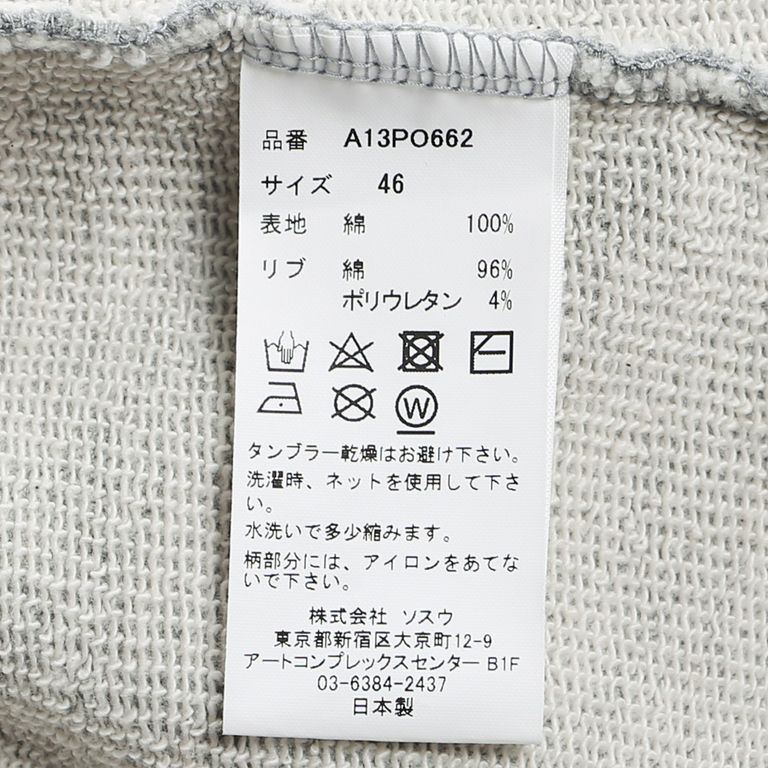 品番 A13PO662
サイズ 46
表地 綿 100%
リブ 綿 96%
ポリウレタン 4%
W
タンブラー乾燥はお避け下さい。
洗濯時、ネットを使用して下さ
い。
水洗いで多少縮みます。
柄部分には、アイロンをあてな
いで下さい。
株式会社 ソスウ
東京都新宿区大京町12-9
アートコンプレックスセンター B1F
03-6384-2437
日本製